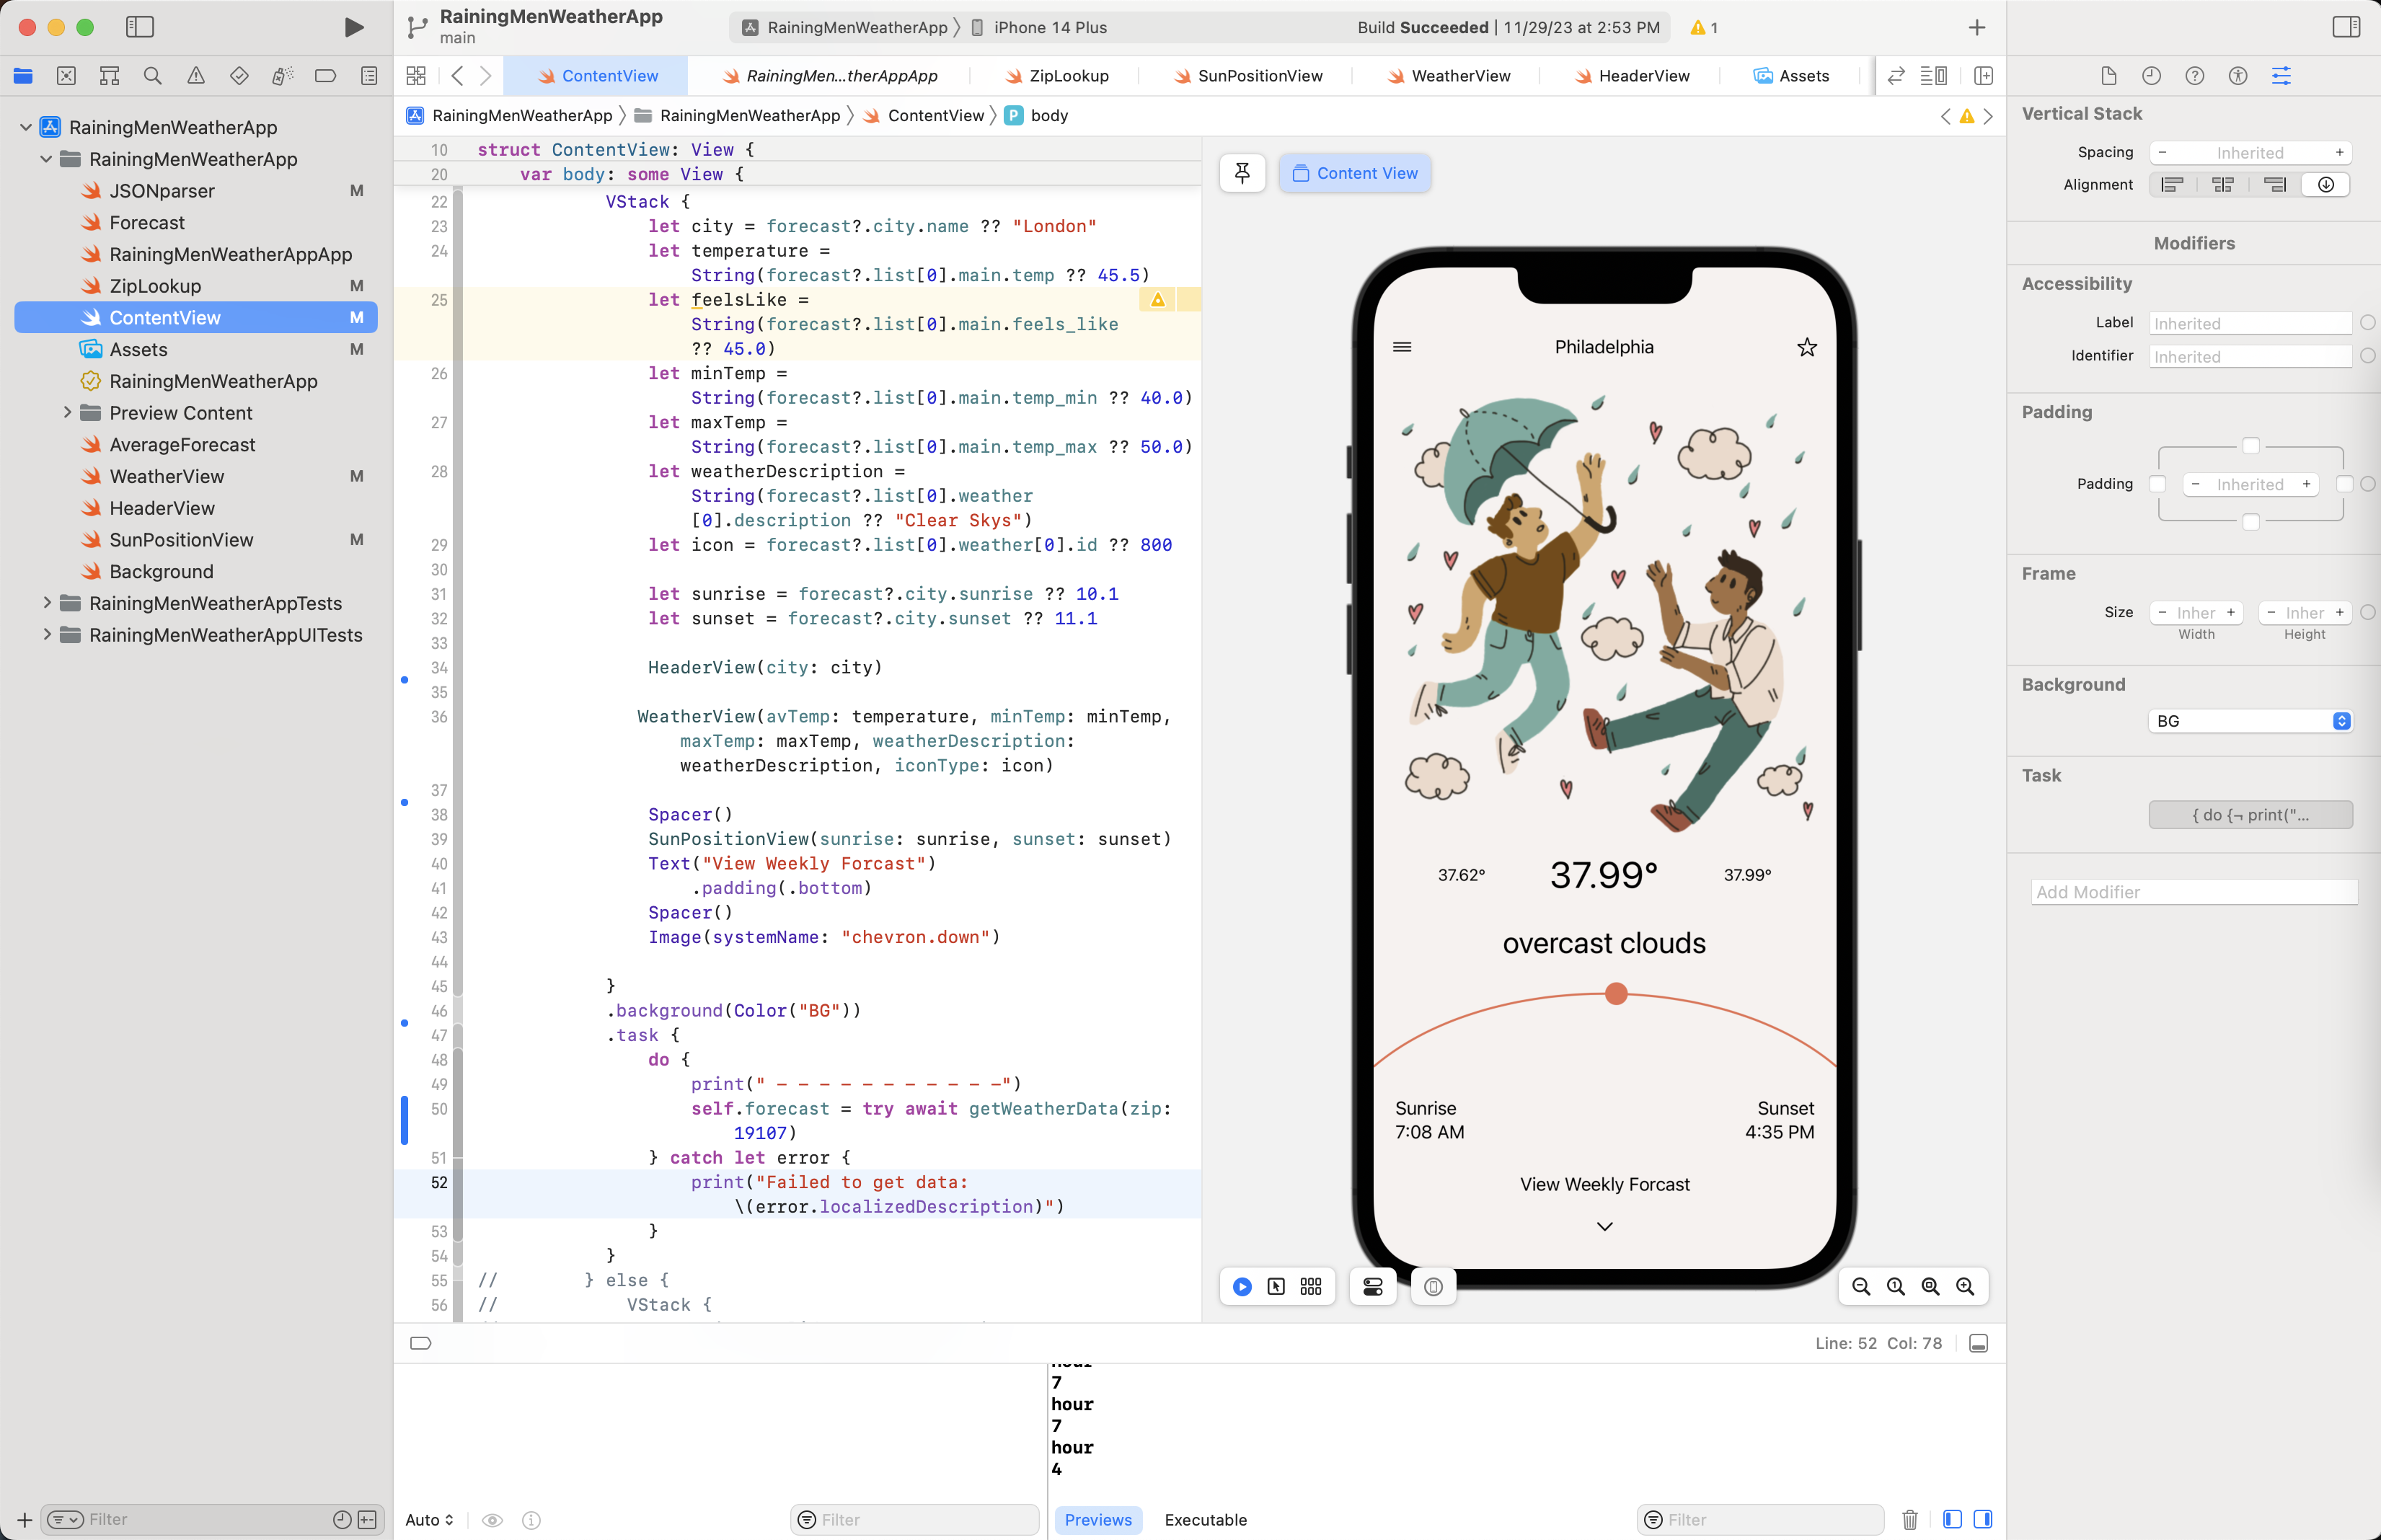 RainingMenWeatherApp
main
RainingMenWeatherApp
iPhone 14 Plus
Build Succeeded | 11/29/23 at 2:53 PM
1
ContentView
RainingMen...therAppApp
ZipLookup
SunPositionView
WeatherView
HeaderView
Assets
RainingMenWeatherApp
RainingMenWeatherApp
ContentView
P body
RainingMenWeatherApp
RainingMenWeatherApp
JSONparser M
Forecast
RainingMenWeatherAppApp
ZipLookup M
ContentView M
Assets M
RainingMenWeatherApp
Preview Content
AverageForecast
WeatherView M
HeaderView
SunPositionView M
Background
RainingMenWeatherAppTests
RainingMenWeatherAppUITests
Filter
10 struct ContentView: View {
20 var body: some View {
22 VStack {
23 let city = forecast?.city.name ?? "London"
24 let temperature =
String(forecast?.list[0].main.temp ?? 45.5)
25 let feelsLike =
String(forecast?.list[0].main.feels_like
?? 45.0)
26 let minTemp =
String(forecast?.list[0].main.temp_min ?? 40.0)
27 let maxTemp =
String(forecast?.list[0].main.temp_max ?? 50.0)
28 let weatherDescription =
String(forecast?.list[0].weather
[0].description ?? "Clear Skys")
29 let icon = forecast?.list[0].weather[0].id ?? 800
30
31 let sunrise = forecast?.city.sunrise ?? 10.1
32 let sunset = forecast?.city.sunset ?? 11.1
33
34 HeaderView(city: city)
35
36 WeatherView(avTemp: temperature, minTemp: minTemp,
maxTemp: maxTemp, weatherDescription:
weatherDescription, iconType: icon)
37
38 Spacer()
39 SunPositionView(sunrise: sunrise, sunset: sunset)
40 Text("View Weekly Forcast")
41 .padding(.bottom)
42 Spacer()
43 Image(systemName: "chevron.down")
44
45 }
46 .background(Color("BG"))
47 .task {
48 do {
49 print(" – – – – – – – – – – –")
50 self.forecast = try await getWeatherData(zip:
19107)
51 } catch let error {
52 print("Failed to get data:
\(error.localizedDescription)")
53 }
54 }
55 // } else {
56 // VStack {
Content View
Philadelphia
37.62°
37.99°
37.99°
overcast clouds
Sunrise
7:08 AM
Sunset
4:35 PM
View Weekly Forcast
Line: 52 Col: 78
hour
7
hour
7
hour
4
Auto
Filter
Previews
Executable
Filter
Vertical Stack
Spacing − Inherited +
Alignment
Modifiers
Accessibility
Label Inherited
Identifier Inherited
Padding
Padding − Inherited +
Frame
Size − Inher + − Inher +
Width Height
Background
BG
Task
{ do {¬ print("...
Add Modifier